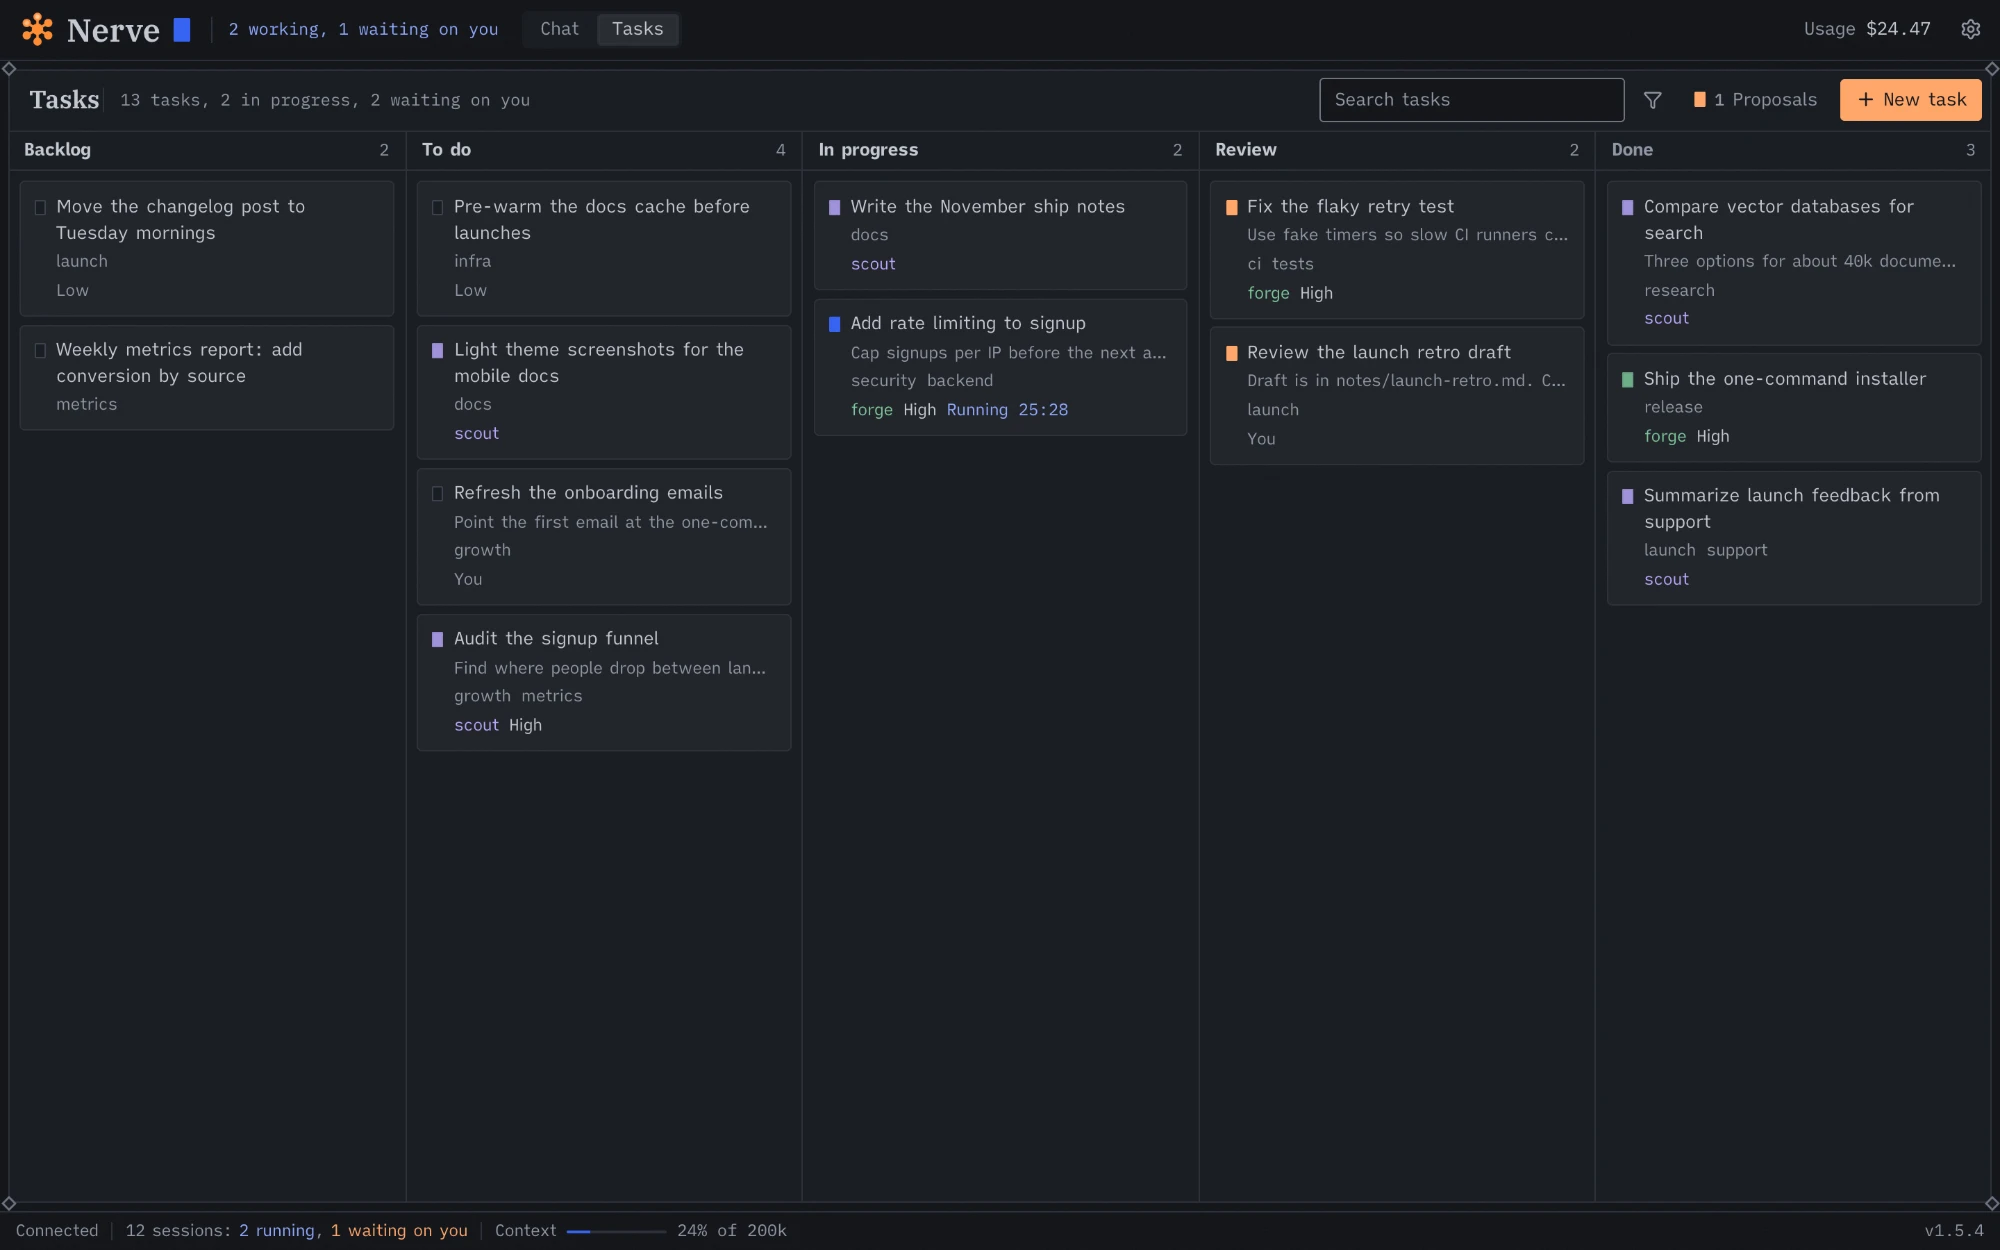 Nerve
2 working, 1 waiting on you
Chat
Tasks
Usage $24.47
Tasks
13 tasks, 2 in progress, 2 waiting on you
Search tasks
1 Proposals
+ New task
Backlog 2
Move the changelog post to
Tuesday mornings
launch
Low
Weekly metrics report: add
conversion by source
metrics
To do 4
Pre-warm the docs cache before
launches
infra
Low
Light theme screenshots for the
mobile docs
docs
scout
Refresh the onboarding emails
Point the first email at the one-com...
growth
You
Audit the signup funnel
Find where people drop between lan...
growth metrics
scout High
In progress 2
Write the November ship notes
docs
scout
Add rate limiting to signup
Cap signups per IP before the next a...
security backend
forge High Running 25:28
Review 2
Fix the flaky retry test
Use fake timers so slow CI runners c...
ci tests
forge High
Review the launch retro draft
Draft is in notes/launch-retro.md. C...
launch
You
Done 3
Compare vector databases for
search
Three options for about 40k docume...
research
scout
Ship the one-command installer
release
forge High
Summarize launch feedback from
support
launch support
scout
Connected
12 sessions: 2 running, 1 waiting on you
Context 24% of 200k
v1.5.4